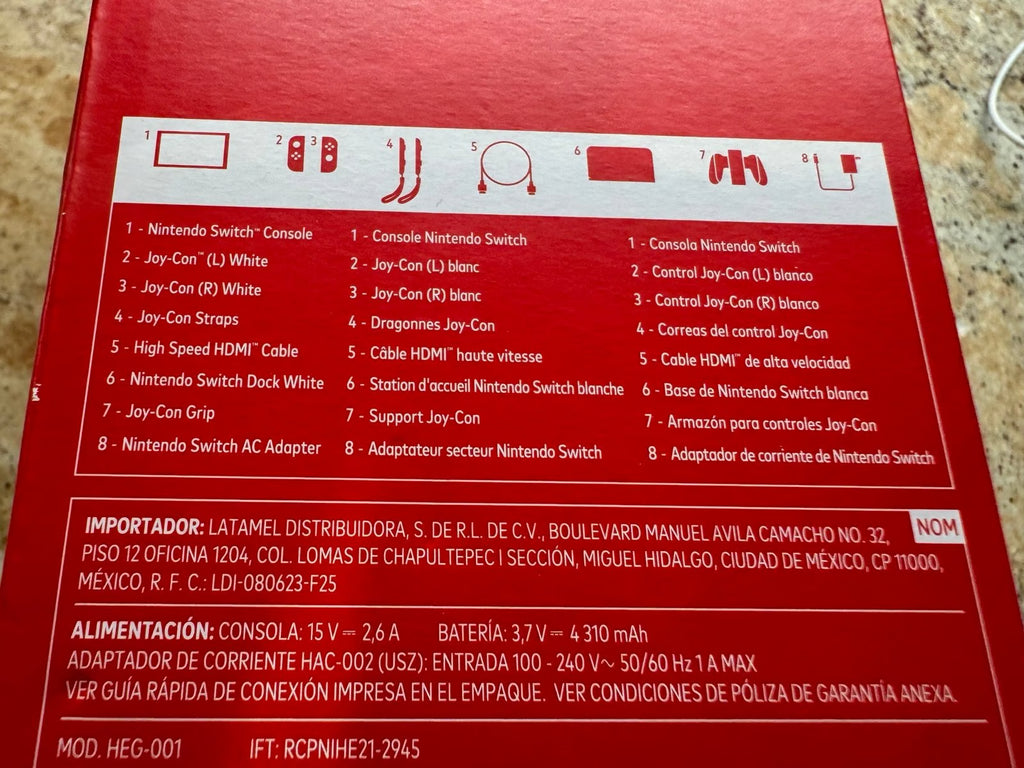 1 2 3 4 5 6 7 8
1 - Nintendo Switch™ Console
2 - Joy-Con™ (L) White
3 - Joy-Con (R) White
4 - Joy-Con Straps
5 - High Speed HDMI™ Cable
6 - Nintendo Switch Dock White
7 - Joy-Con Grip
8 - Nintendo Switch AC Adapter
1 - Console Nintendo Switch
2 - Joy-Con (L) blanc
3 - Joy-Con (R) blanc
4 - Dragonnes Joy-Con
5 - Câble HDMI™ haute vitesse
6 - Station d'accueil Nintendo Switch blanche
7 - Support Joy-Con
8 - Adaptateur secteur Nintendo Switch
1 - Consola Nintendo Switch
2 - Control Joy-Con (L) blanco
3 - Control Joy-Con (R) blanco
4 - Correas del control Joy-Con
5 - Cable HDMI™ de alta velocidad
6 - Base de Nintendo Switch blanca
7 - Armazón para controles Joy-Con
8 - Adaptador de corriente de Nintendo Switch
IMPORTADOR: LATAMEL DISTRIBUIDORA, S. DE R.L. DE C.V., BOULEVARD MANUEL AVILA CAMACHO NO. 32,
NOM
PISO 12 OFICINA 1204, COL. LOMAS DE CHAPULTEPEC I SECCIÓN, MIGUEL HIDALGO, CIUDAD DE MÉXICO, CP 11000,
MÉXICO, R. F. C.: LDI-080623-F25
ALIMENTACIÓN: CONSOLA: 15 V ⎓ 2,6 A BATERÍA: 3,7 V ⎓ 4 310 mAh
ADAPTADOR DE CORRIENTE HAC-002 (USZ): ENTRADA 100 - 240 V~ 50/60 Hz 1 A MAX
VER GUÍA RÁPIDA DE CONEXIÓN IMPRESA EN EL EMPAQUE. VER CONDICIONES DE PÓLIZA DE GARANTÍA ANEXA.
MOD. HEG-001 IFT: RCPNIHE21-2945